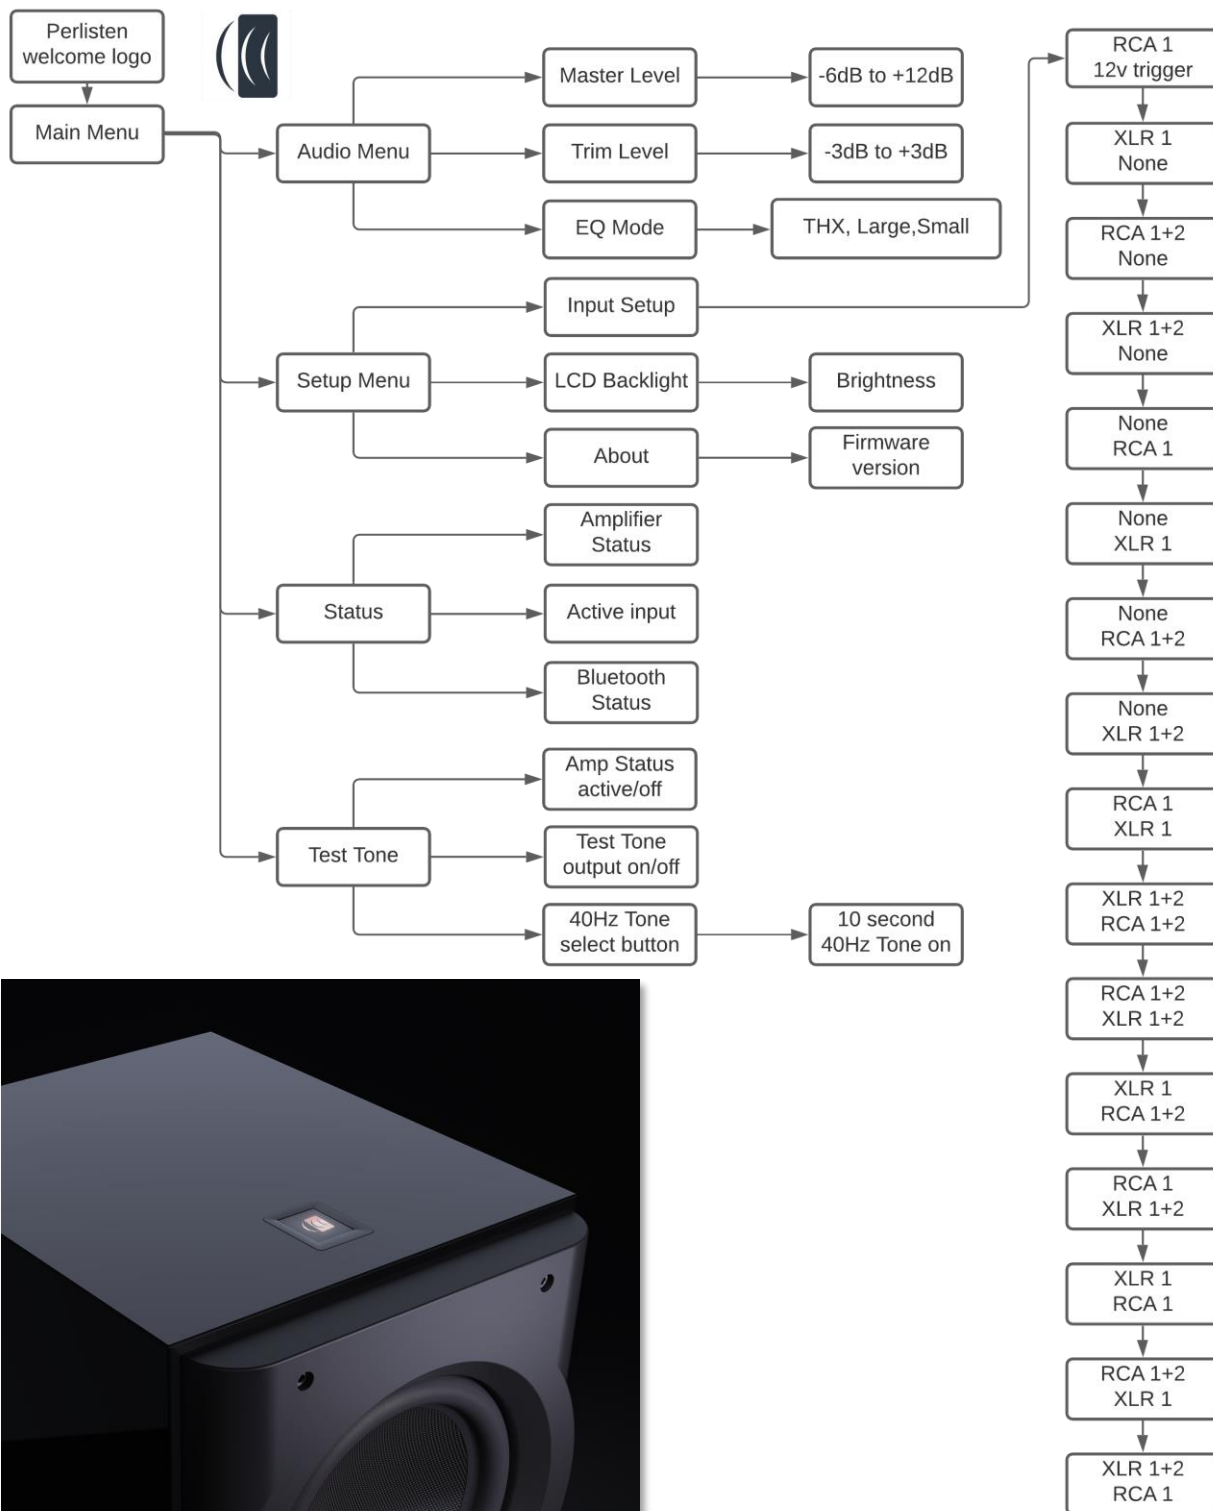 Perlisten
welcome logo
Main Menu
Audio Menu
Master Level
-6dB to +12dB
Trim Level
-3dB to +3dB
EQ Mode
THX, Large,Small
Setup Menu
Input Setup
LCD Backlight
Brightness
About
Firmware
version
Status
Amplifier
Status
Active input
Bluetooth
Status
Test Tone
Amp Status
active/off
Test Tone
output on/off
40Hz Tone
select button
10 second
40Hz Tone on
RCA 1
12v trigger
XLR 1
None
RCA 1+2
None
XLR 1+2
None
None
RCA 1
None
XLR 1
None
RCA 1+2
None
XLR 1+2
RCA 1
XLR 1
XLR 1+2
RCA 1+2
RCA 1+2
XLR 1+2
XLR 1
RCA 1+2
RCA 1
XLR 1+2
XLR 1
RCA 1
RCA 1+2
XLR 1
XLR 1+2
RCA 1